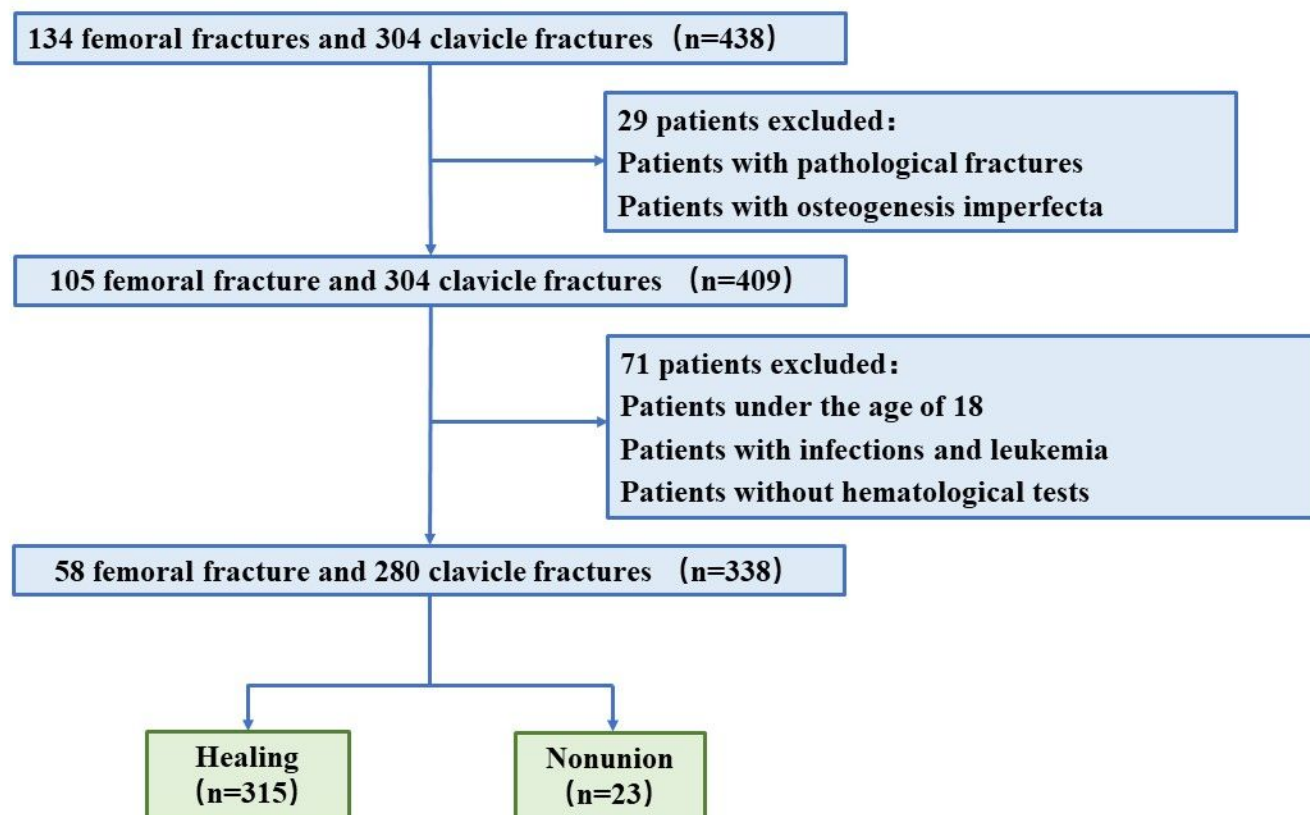 134 femoral fractures and 304 clavicle fractures（n=438）
29 patients excluded：
Patients with pathological fractures
Patients with osteogenesis imperfecta
105 femoral fracture and 304 clavicle fractures （n=409）
71 patients excluded：
Patients under the age of 18
Patients with infections and leukemia
Patients without hematological tests
58 femoral fracture and 280 clavicle fractures （n=338）
Healing
（n=315）
Nonunion
（n=23）